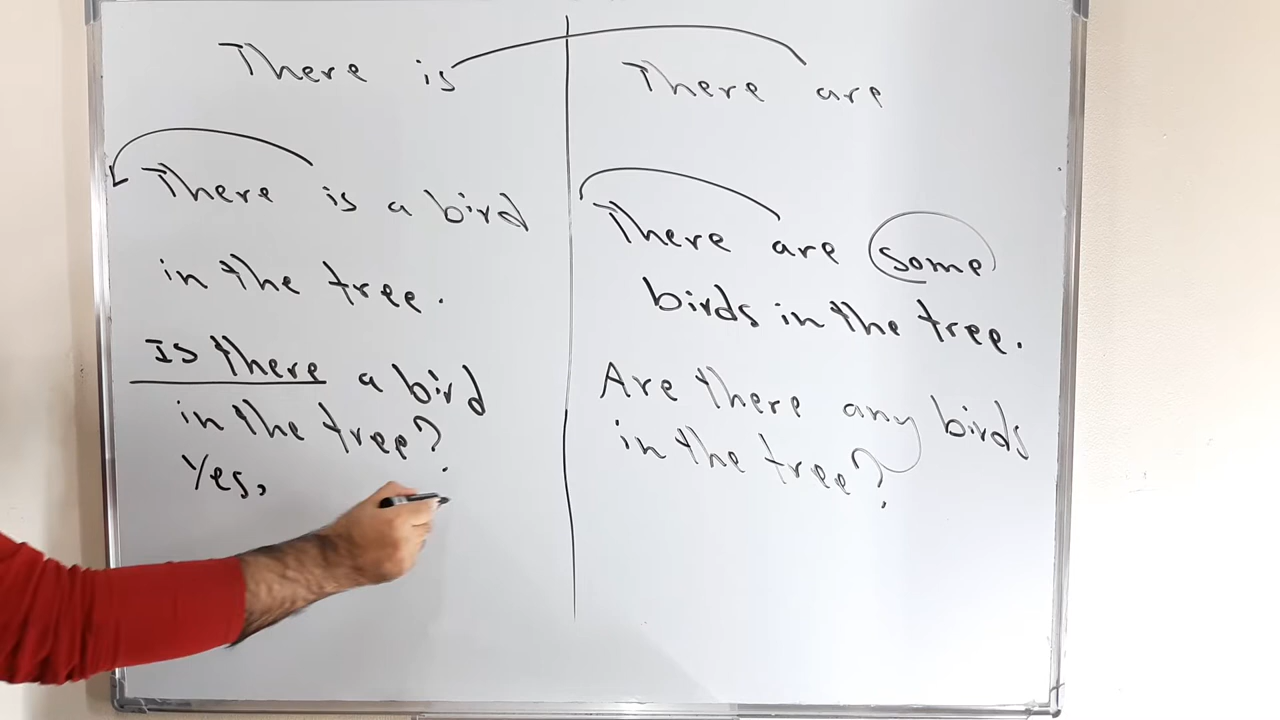 There is
There is a bird
in the tree.
Is there a bird
in the tree?
Yes,
There are
There are some
birds in the tree.
Are there any birds
in the tree?